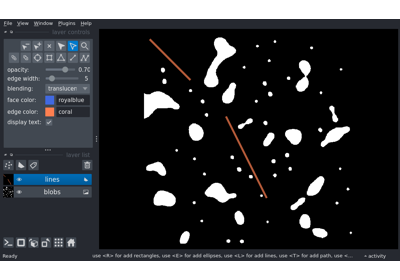 File View Window Plugins Help
layer controls
opacity: 0.70
edge width: 5
blending: translucen
face color: royalblue
edge color: coral
display text:
layer list
lines
blobs
Ready use <R> for add rectangles, use <E> for add ellipses, use <L> for add lines, use <T> for add path, use <... activity